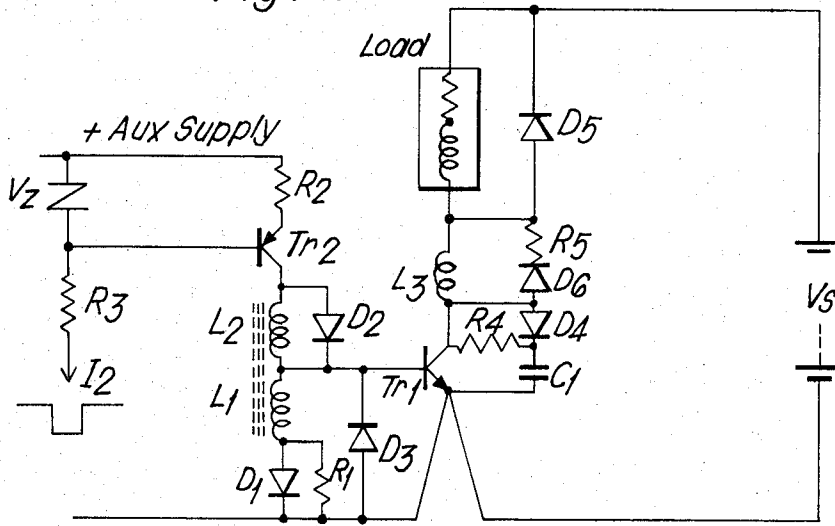 Load
+ Aux Supply
D5
VZ
R2
Tr2
R5
R3
L3
D6
L2
D2
R4
D4
VS
I2
L1
Tr1
C1
D3
D1
R1